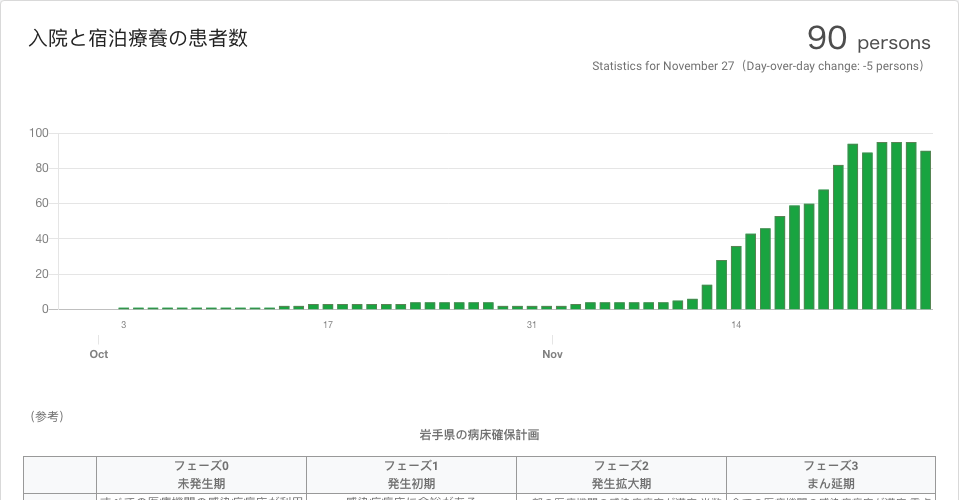 入院と宿泊療養の患者数
90 persons
Statistics for November 27（Day-over-day change: -5 persons）
100
80
60
40
20
0
3 17 31 14
Oct Nov
（参考）
岩手県の病床確保計画
フェーズ0 フェーズ1 フェーズ2 フェーズ3
未発生期 発生初期 発生拡大期 まん延期